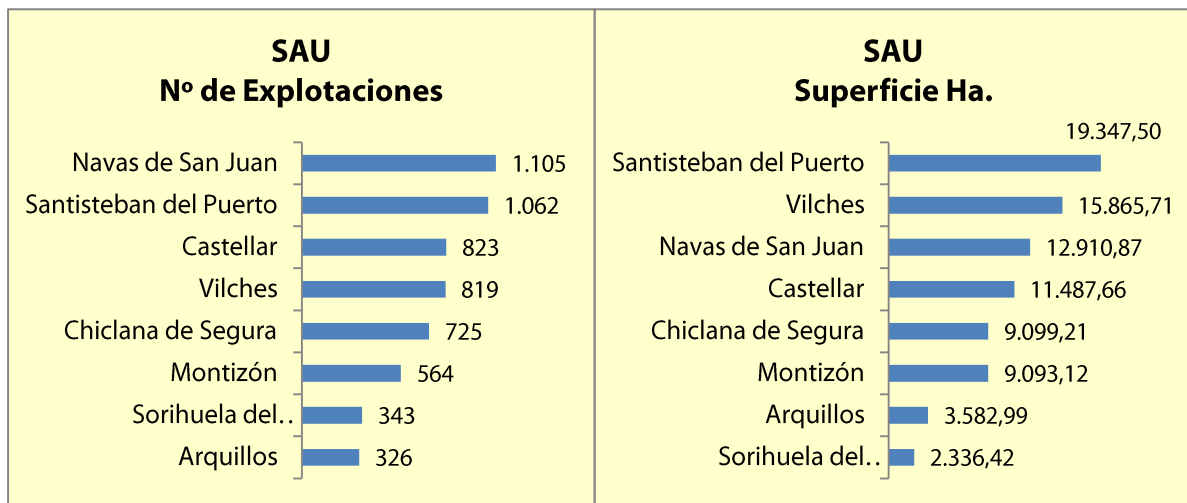 SAU
Nº de Explotaciones
Navas de San Juan 1.105
Santisteban del Puerto 1.062
Castellar 823
Vilches 819
Chiclana de Segura 725
Montizón 564
Sorihuela del.. 343
Arquillos 326
SAU
Superficie Ha.
19.347,50
Santisteban del Puerto
Vilches 15.865,71
Navas de San Juan 12.910,87
Castellar 11.487,66
Chiclana de Segura 9.099,21
Montizón 9.093,12
Arquillos 3.582,99
Sorihuela del.. 2.336,42